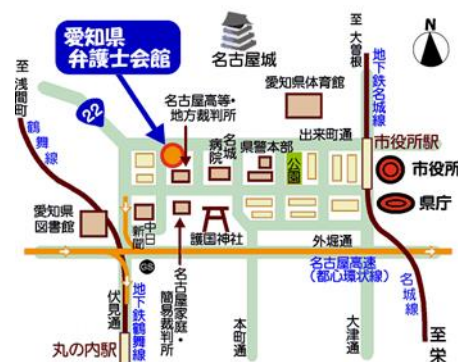 愛知県
弁護士会館
名古屋城
N
至 大曽根
地下鉄名城線
至 浅間町
鶴舞線
22
名古屋高等・
地方裁判所
愛知県体育館
名城
病院
県警本部
出来町通
公園
市役所駅
市役所
県庁
愛知県
図書館
中日
新聞
護国神社
外堀通
名古屋高速
(都心環状線)
GS
伏見通
地下鉄鶴舞線
名古屋家庭・
簡易裁判所
本町通
大津通
名城線
丸の内駅
至 栄